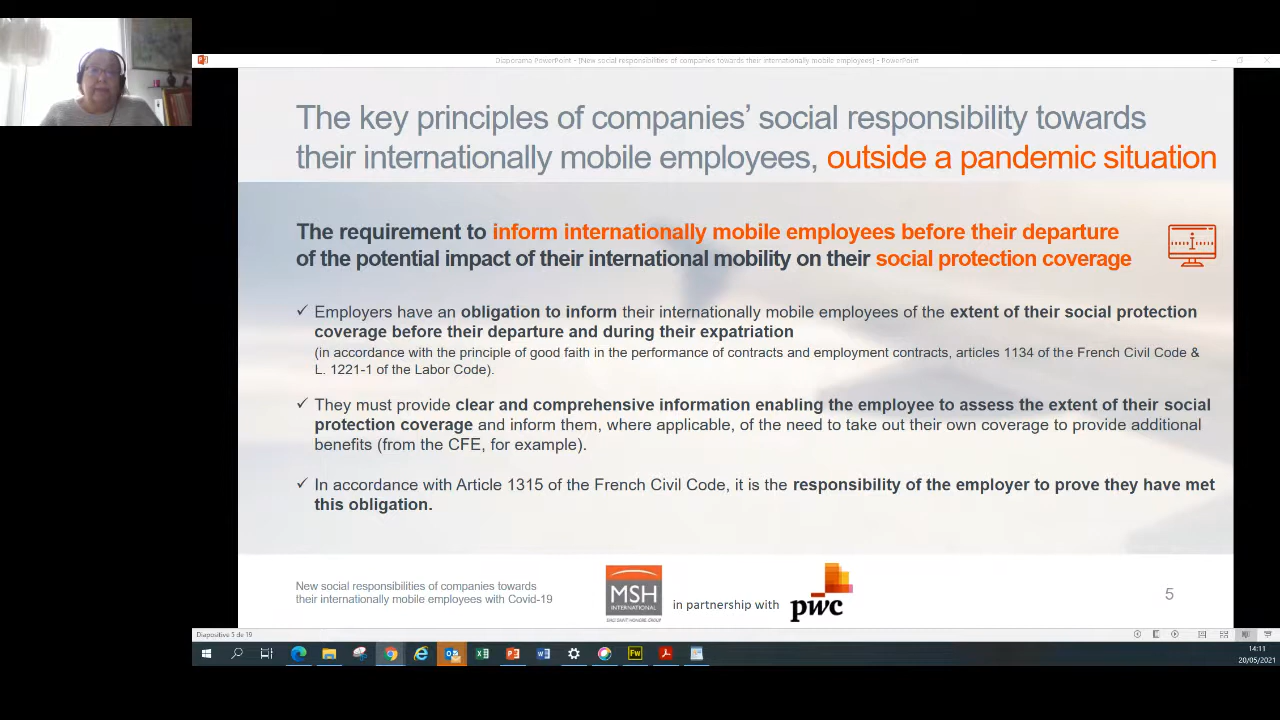 Diaporama PowerPoint - [New social responsibilities of companies towards their internationally mobile employees] - PowerPoint
The key principles of companies' social responsibility towards
their internationally mobile employees, outside a pandemic situation
The requirement to inform internationally mobile employees before their departure
of the potential impact of their international mobility on their social protection coverage
✓ Employers have an obligation to inform their internationally mobile employees of the extent of their social protection
coverage before their departure and during their expatriation
(in accordance with the principle of good faith in the performance of contracts and employment contracts, articles 1134 of the French Civil Code &
L. 1221-1 of the Labor Code).
✓ They must provide clear and comprehensive information enabling the employee to assess the extent of their social
protection coverage and inform them, where applicable, of the need to take out their own coverage to provide additional
benefits (from the CFE, for example).
✓ In accordance with Article 1315 of the French Civil Code, it is the responsibility of the employer to prove they have met
this obligation.
New social responsibilities of companies towards
their internationally mobile employees with Covid-19
MSH
INTERNATIONAL
in partnership with
pwc
5
Diapositive 5 de 19
Fw
14:11
20/05/2021